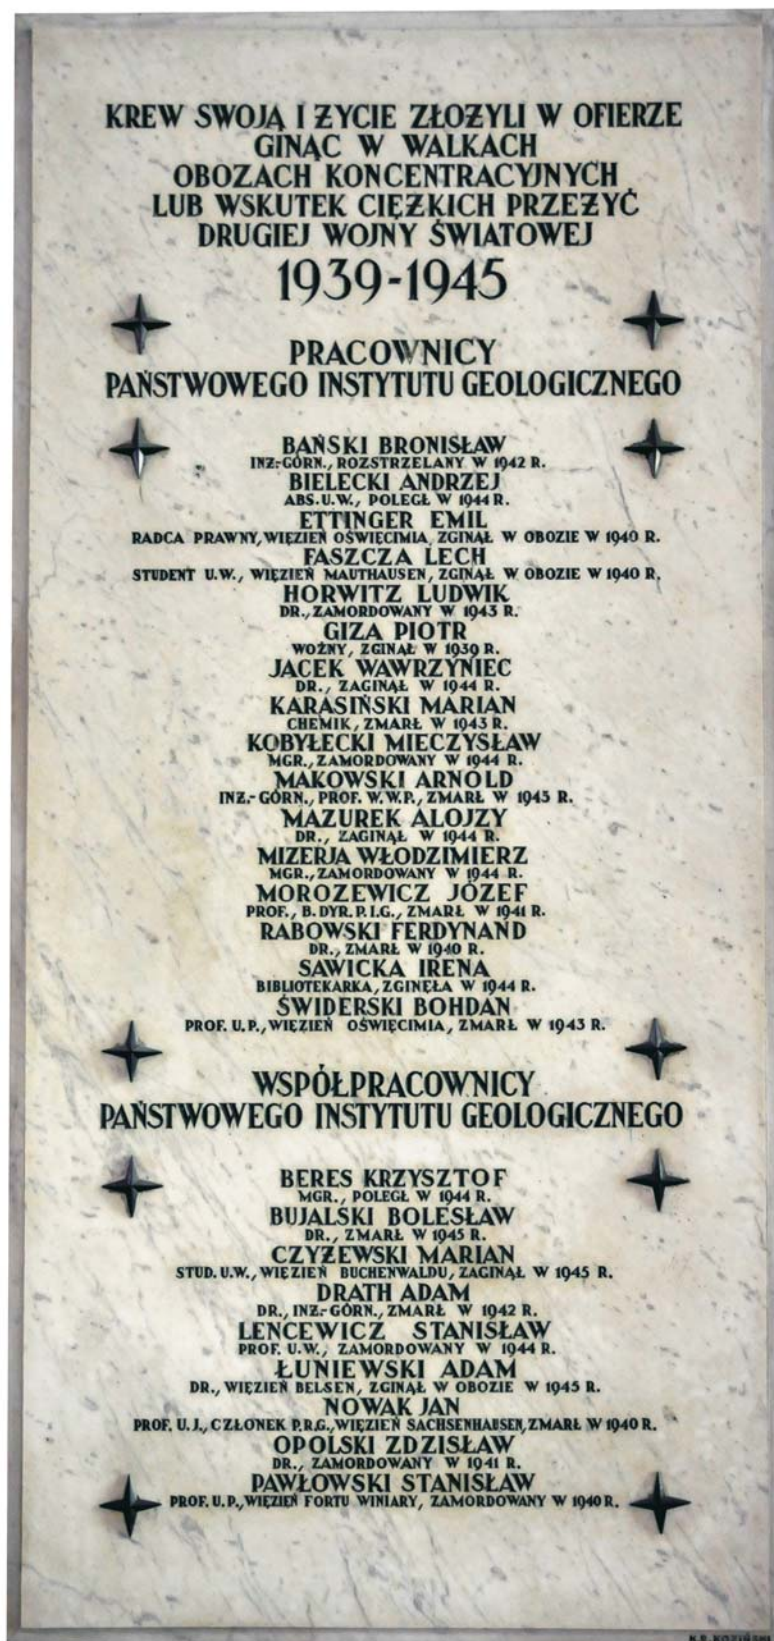 KREW SWOJĄ I ŻYCIE ZŁOŻYLI W OFIERZE
GINĄC W WALKACH
OBOZACH KONCENTRACYJNYCH
LUB WSKUTEK CIĘŻKICH PRZEŻYĆ
DRUGIEJ WOJNY ŚWIATOWEJ
1939-1945
PRACOWNICY
PAŃSTWOWEGO INSTYTUTU GEOLOGICZNEGO
BAŃSKI BRONISŁAW
INŻ.-GÓRN., ROZSTRZELANY W 1942 R.
BIELECKI ANDRZEJ
ABS. U.W., POLEGŁ W 1944 R.
ETTINGER EMIL
RADCA PRAWNY, WIĘZIEŃ OŚWIĘCIMIA, ZGINĄŁ W OBOZIE W 1940 R.
FASZCZA LECH
STUDENT U.W., WIĘZIEŃ MAUTHAUSEN, ZGINĄŁ W OBOZIE W 1940 R.
HORWITZ LUDWIK
DR., ZAMORDOWANY W 1943 R.
GIZA PIOTR
WOŹNY, ZGINĄŁ W 1939 R.
JACEK WAWRZYNIEC
DR., ZAGINĄŁ W 1944 R.
KARASIŃSKI MARIAN
CHEMIK, ZMARŁ W 1943 R.
KOBYŁECKI MIECZYSŁAW
MGR., ZAMORDOWANY W 1944 R.
MAKOWSKI ARNOLD
INŻ.-GÓRN., PROF. W.W.P., ZMARŁ W 1943 R.
MAZUREK ALOJZY
DR., ZAGINĄŁ W 1944 R.
MIZERJA WŁODZIMIERZ
MGR., ZAMORDOWANY W 1944 R.
MOROZEWICZ JÓZEF
PROF., B. DYR. P.I.G., ZMARŁ W 1941 R.
RABOWSKI FERDYNAND
DR., ZMARŁ W 1940 R.
SAWICKA IRENA
BIBLIOTEKARKA, ZGINĘŁA W 1944 R.
ŚWIDERSKI BOHDAN
PROF. U.P., WIĘZIEŃ OŚWIĘCIMIA, ZMARŁ W 1943 R.
WSPÓŁPRACOWNICY
PAŃSTWOWEGO INSTYTUTU GEOLOGICZNEGO
BERES KRZYSZTOF
MGR., POLEGŁ W 1944 R.
BUJALSKI BOLESŁAW
DR., ZMARŁ W 1945 R.
CZYŻEWSKI MARIAN
STUD. U.W., WIĘZIEŃ BUCHENWALDU, ZAGINĄŁ W 1945 R.
DRATH ADAM
DR., INŻ.-GÓRN., ZMARŁ W 1942 R.
LENCEWICZ STANISŁAW
PROF. U.W., ZAMORDOWANY W 1944 R.
ŁUNIEWSKI ADAM
DR., WIĘZIEŃ BELSEN, ZGINĄŁ W OBOZIE W 1945 R.
NOWAK JAN
PROF. U.J., CZŁONEK P.R.G., WIĘZIEŃ SACHSENHAUSEN, ZMARŁ W 1940 R.
OPOLSKI ZDZISŁAW
DR., ZAMORDOWANY W 1941 R.
PAWŁOWSKI STANISŁAW
PROF. U.P., WIĘZIEŃ FORTU WINIARY, ZAMORDOWANY W 1940 R.